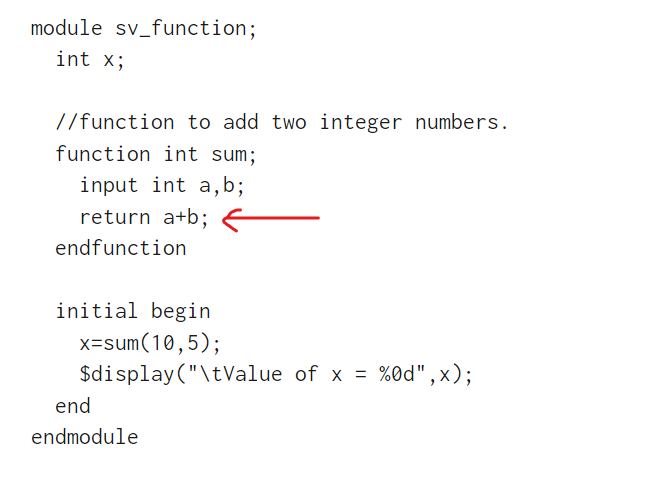 module sv_function;
  int x;

  //function to add two integer numbers.
  function int sum;
    input int a,b;
    return a+b;
  endfunction

  initial begin
    x=sum(10,5);
    $display("\tValue of x = %0d",x);
  end
endmodule